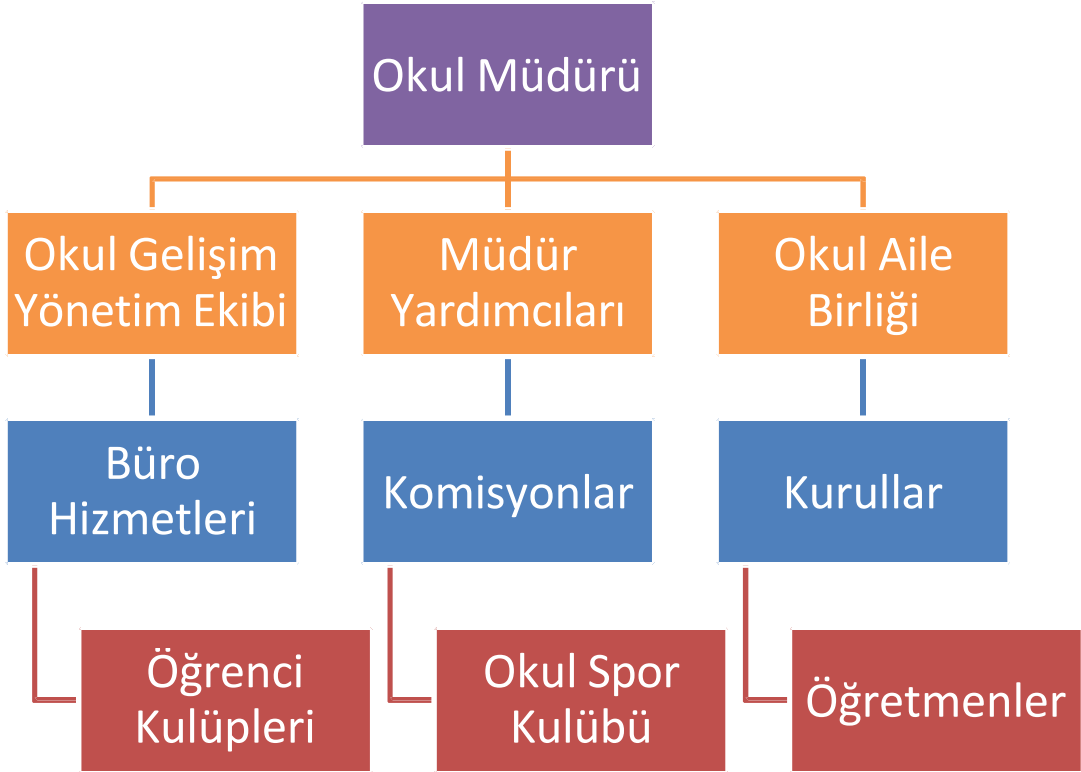 Okul Müdürü
Okul Gelişim
Yönetim Ekibi
Müdür
Yardımcıları
Okul Aile
Birliği
Büro
Hizmetleri
Komisyonlar
Kurullar
Öğrenci
Kulüpleri
Okul Spor
Kulübü
Öğretmenler